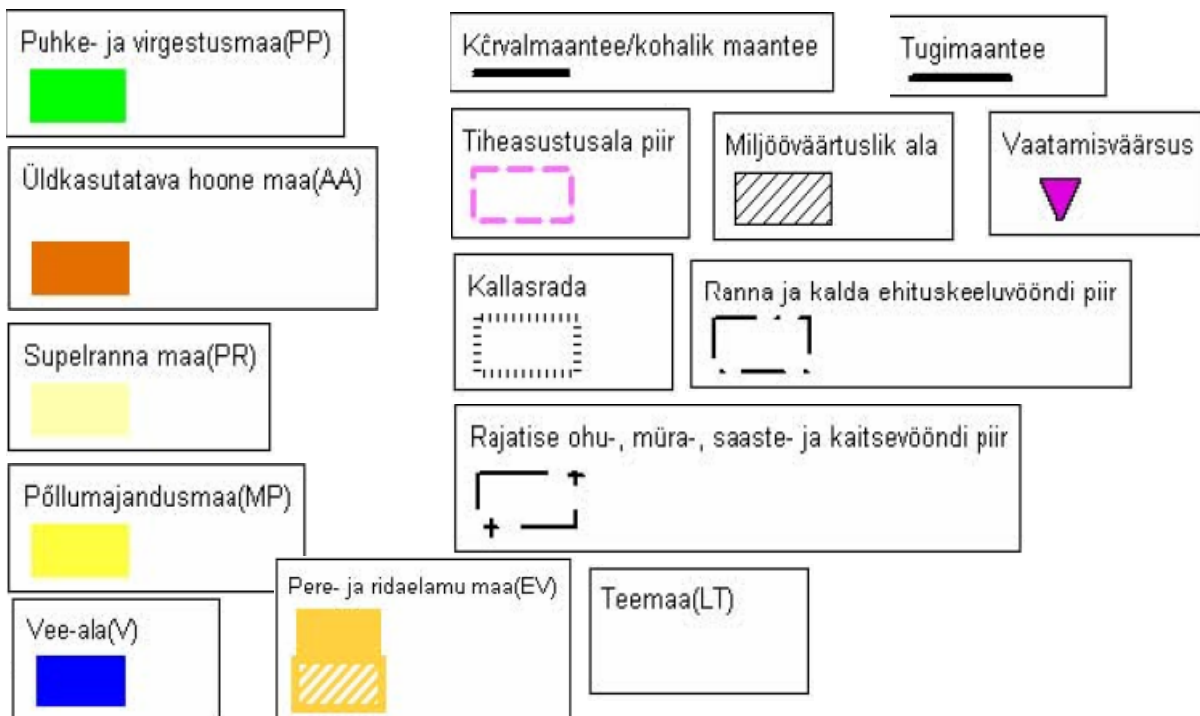 Puhke- ja virgestusmaa(PP)
Üldkasutatava hoone maa(AA)
Supelranna maa(PR)
Põllumajandusmaa(MP)
Vee-ala(V)
Pere- ja ridaelamu maa(EV)
Teemaa(LT)
Kõrvalmaantee/kohalik maantee
Tugimaantee
Tiheasustusala piir
Miljööväärtuslik ala
Vaatamisväärsus
Kallasrada
Ranna ja kalda ehituskeeluvööndi piir
Rajatise ohu-, müra-, saaste- ja kaitsevööndi piir